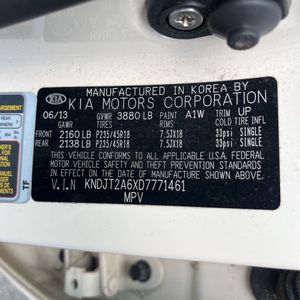 MANUFACTURED IN KOREA BY
KIA KIA MOTORS CORPORATION
06/13 GVWR 3880 LB PAINT A1W TRIM UP
GAWR TIRES RIMS COLD TIRE INFL
FRONT 2160 LB P235/45R18 7.5JX18 33psi SINGLE
REAR 2138 LB P235/45R18 7.5JX18 33psi SINGLE
THIS VEHICLE CONFORMS TO ALL APPLICABLE U.S.A FEDERAL
MOTOR VEHICLE SAFETY AND THEFT PREVENTION STANDARDS
IN EFFECT ON THE DATE OF MANUFACTURE SHOWN ABOVE.
V.I.N KNDJT2A6XD7771461
MPV
REAR
TF